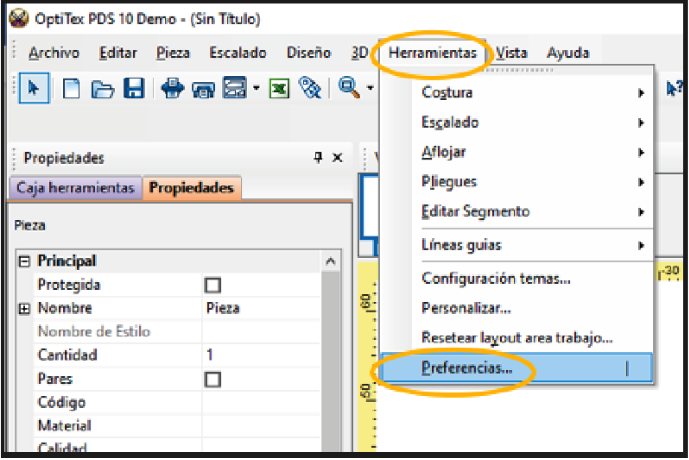 OptiTex PDS 10 Demo - (Sin Título)
Archivo Editar Pieza Escalado Diseño 3D Herramientas Vista Ayuda
Costura
Escalado
Aflojar
Pliegues
Editar Segmento
Líneas guias
Configuración temas...
Personalizar...
Resetear layout area trabajo...
Preferencias...
Propiedades
Caja herramientas Propiedades
Pieza
Principal
Protegida
Nombre Pieza
Nombre de Estilo
Cantidad 1
Pares
Código
Material
Calidad
-30
60
50